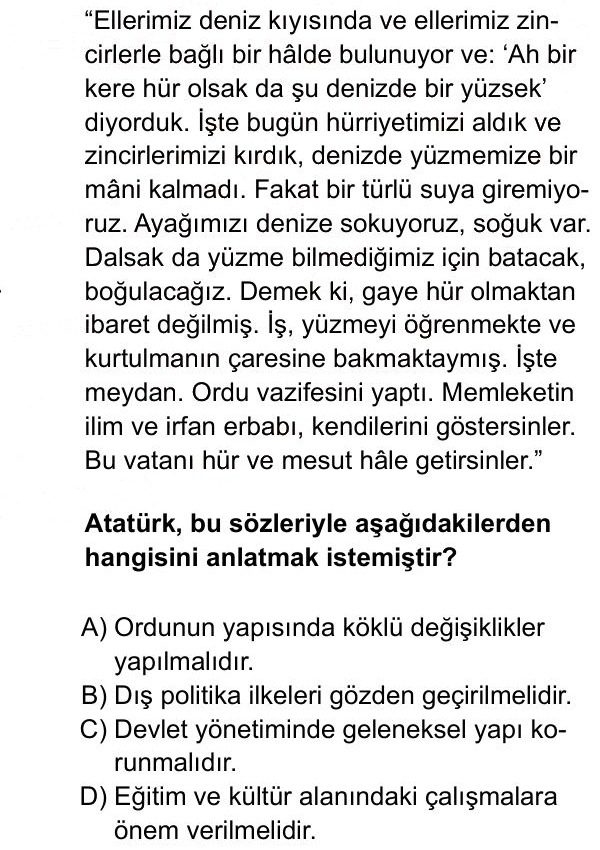 “Ellerimiz deniz kıyısında ve ellerimiz zin-
cirlerle bağlı bir hâlde bulunuyor ve: ‘Ah bir
kere hür olsak da şu denizde bir yüzsek’
diyorduk. İşte bugün hürriyetimizi aldık ve
zincirlerimizi kırdık, denizde yüzmemize bir
mâni kalmadı. Fakat bir türlü suya giremiyo-
ruz. Ayağımızı denize sokuyoruz, soğuk var.
Dalsak da yüzme bilmediğimiz için batacak,
boğulacağız. Demek ki, gaye hür olmaktan
ibaret değilmiş. İş, yüzmeyi öğrenmekte ve
kurtulmanın çaresine bakmaktaymış. İşte
meydan. Ordu vazifesini yaptı. Memleketin
ilim ve irfan erbabı, kendilerini göstersinler.
Bu vatanı hür ve mesut hâle getirsinler.”
Atatürk, bu sözleriyle aşağıdakilerden
hangisini anlatmak istemiştir?
A) Ordunun yapısında köklü değişiklikler
yapılmalıdır.
B) Dış politika ilkeleri gözden geçirilmelidir.
C) Devlet yönetiminde geleneksel yapı ko-
runmalıdır.
D) Eğitim ve kültür alanındaki çalışmalara
önem verilmelidir.